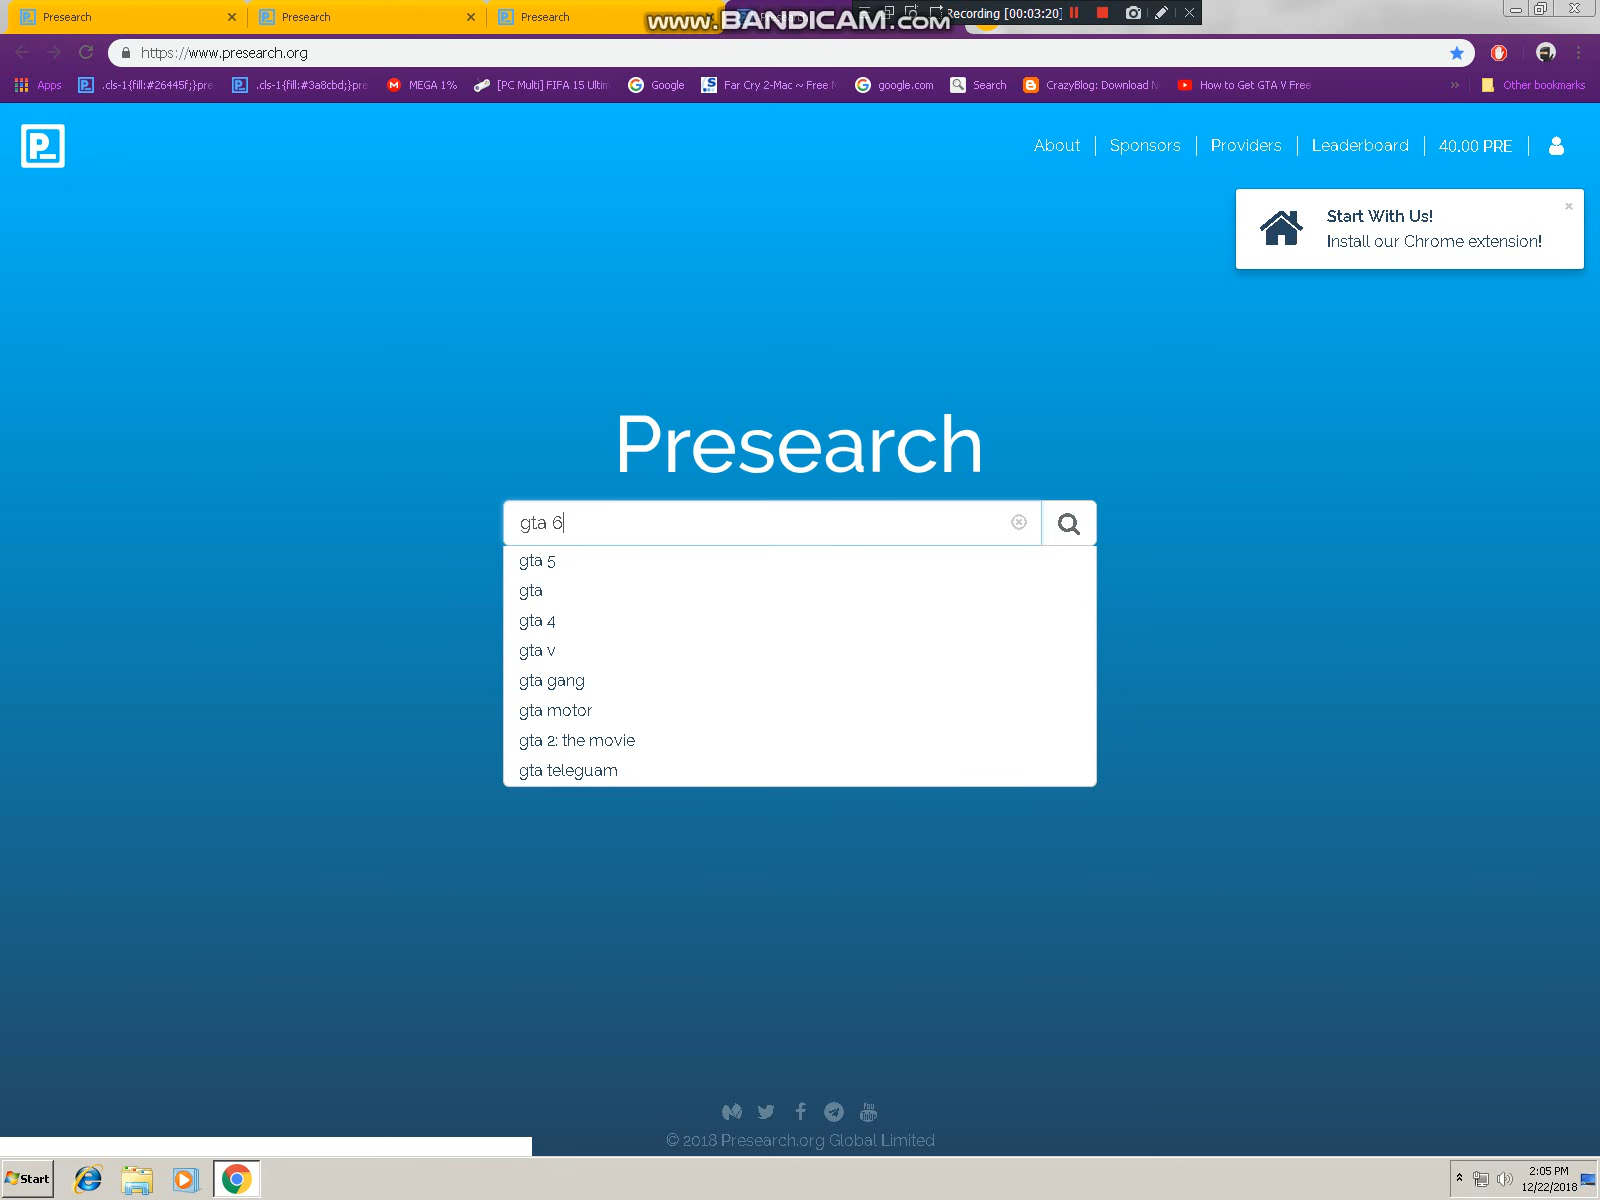 Presearch
Presearch
Presearch
www.BANDICAM.com
Recording [00:03:20]
https://www.presearch.org
Apps
.cls-1{fill:#26445f;}pre
.cls-1{fill:#3a8cbd;}pre
MEGA 1%
[PC Multi] FIFA 15 Ultim
Google
Far Cry 2-Mac ~ Free
google.com
Search
CrazyBlog: Download
How to Get GTA V Free
Other bookmarks
P_
About
Sponsors
Providers
Leaderboard
40.00 PRE
Start With Us!
Install our Chrome extension!
Presearch
gta 6
gta 5
gta
gta 4
gta v
gta gang
gta motor
gta 2: the movie
gta teleguam
You
Tube
© 2018 Presearch.org Global Limited
Start
2:05 PM
12/22/2018